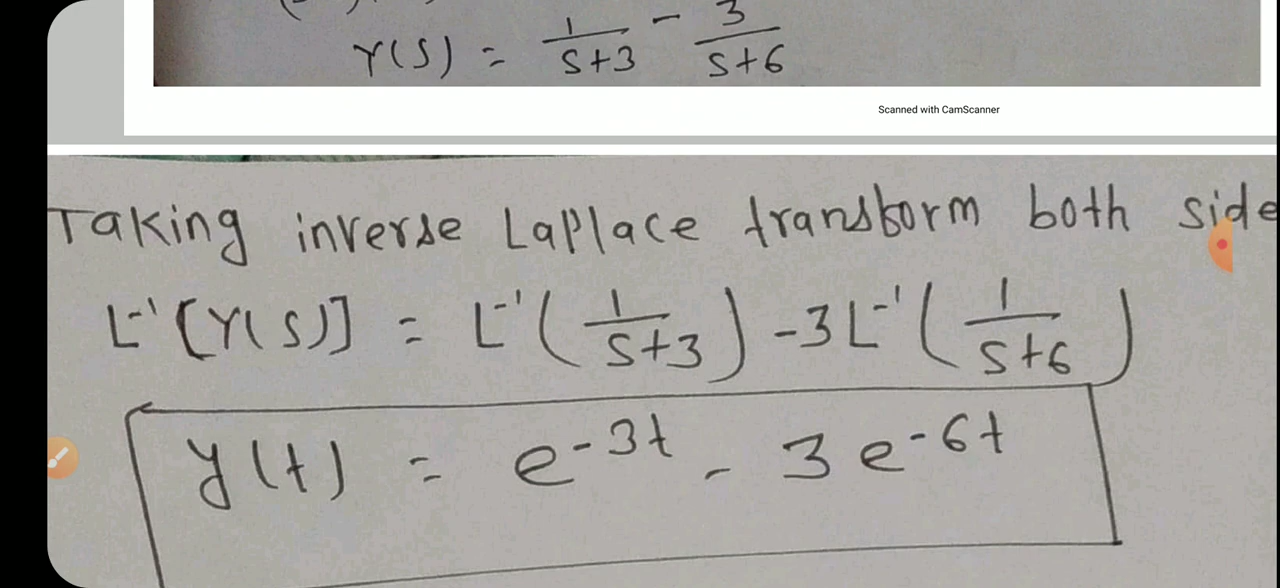 Y(S) = 1/S+3 - 3/S+6
Scanned with CamScanner
Taking inverse Laplace transform both side
L⁻¹[Y(S)] = L⁻¹(1/S+3) - 3L⁻¹(1/S+6)
y(t) = e⁻³ᵗ - 3e⁻⁶ᵗ